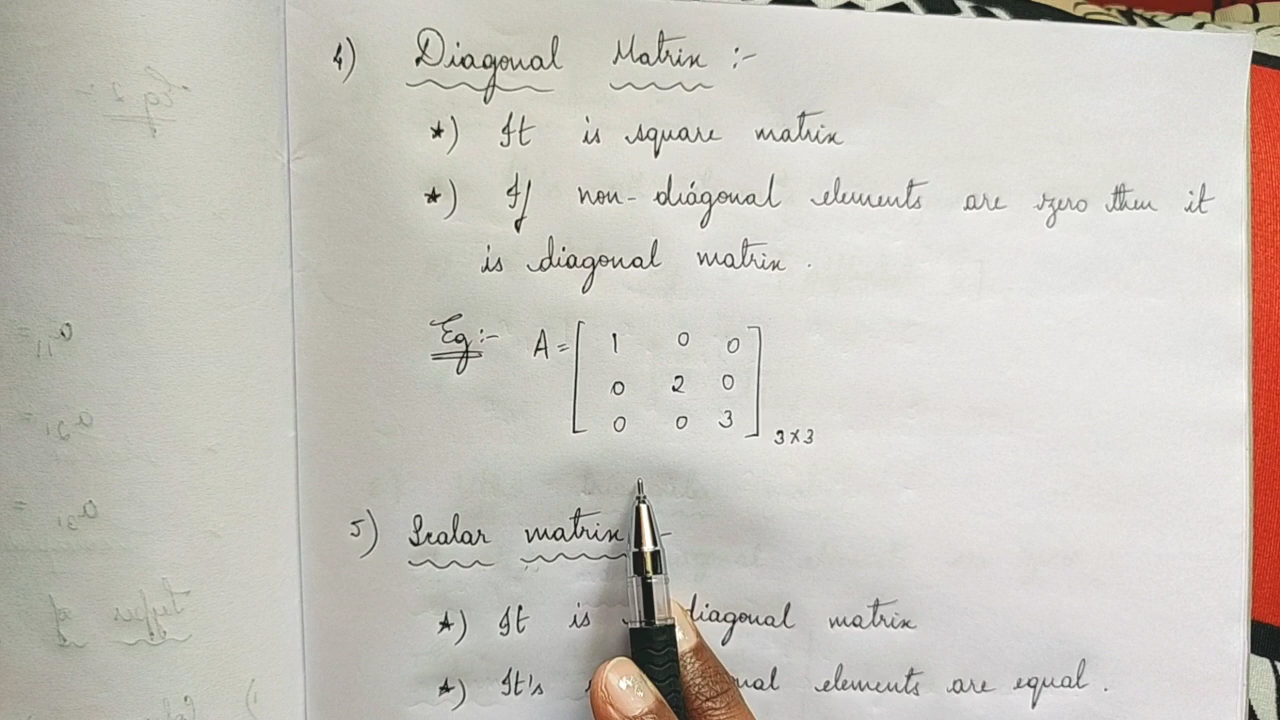 4) Diagonal Matrix :-
*) It is square matrix
*) If non-diagonal elements are zero then it
is diagonal matrix.
Eg:- A = [ 1 0 0
0 2 0
0 0 3 ] 3×3
5) Scalar matrix :-
*) It is diagonal matrix
*) It's elements are equal.